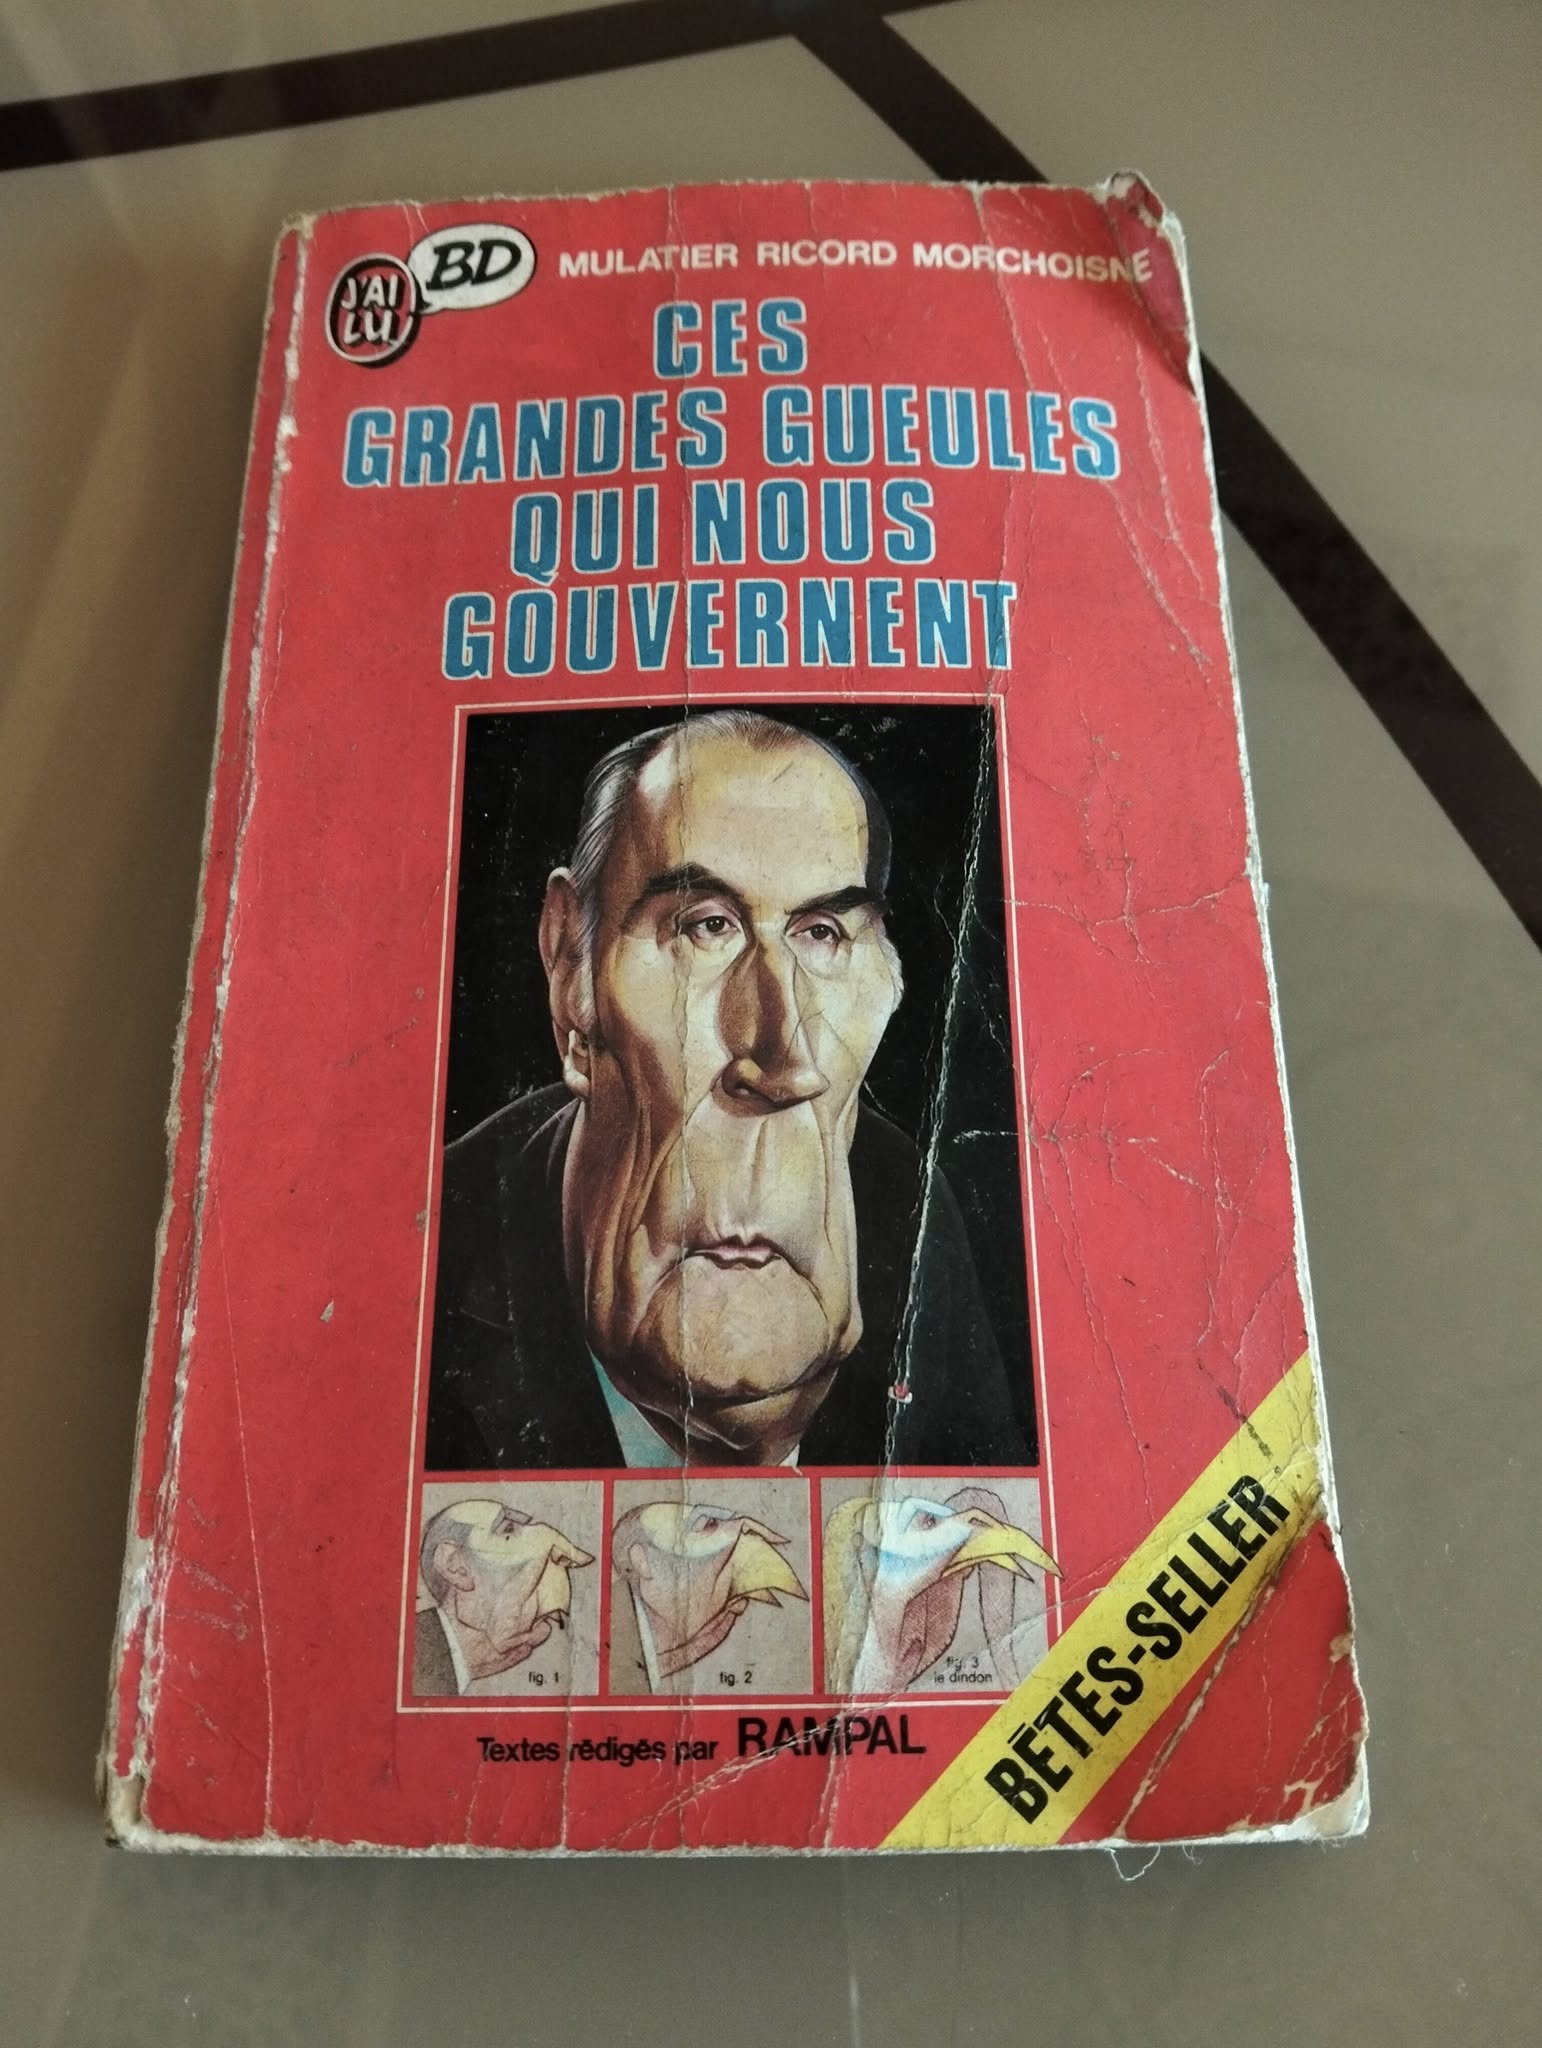 J'AI
LU
BD
MULATIER RICORD MORCHOISNE
CES
GRANDES GUEULES
QUI NOUS
GOUVERNENT
fig. 1
fig. 2
fig. 3
le dindon
Textes rédigés par RAMPAL
BÊTES-SELLER !